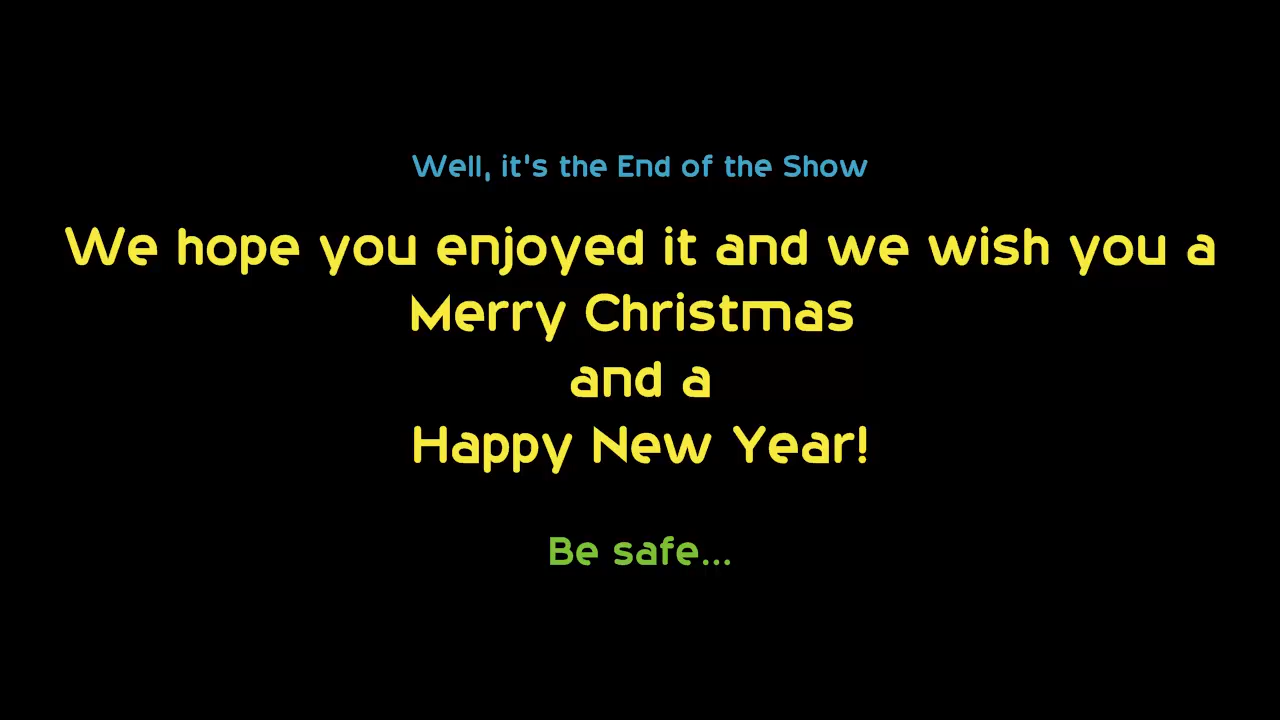 Well, it's the End of the Show
We hope you enjoyed it and we wish you a
Merry Christmas
and a
Happy New Year!
Be safe...